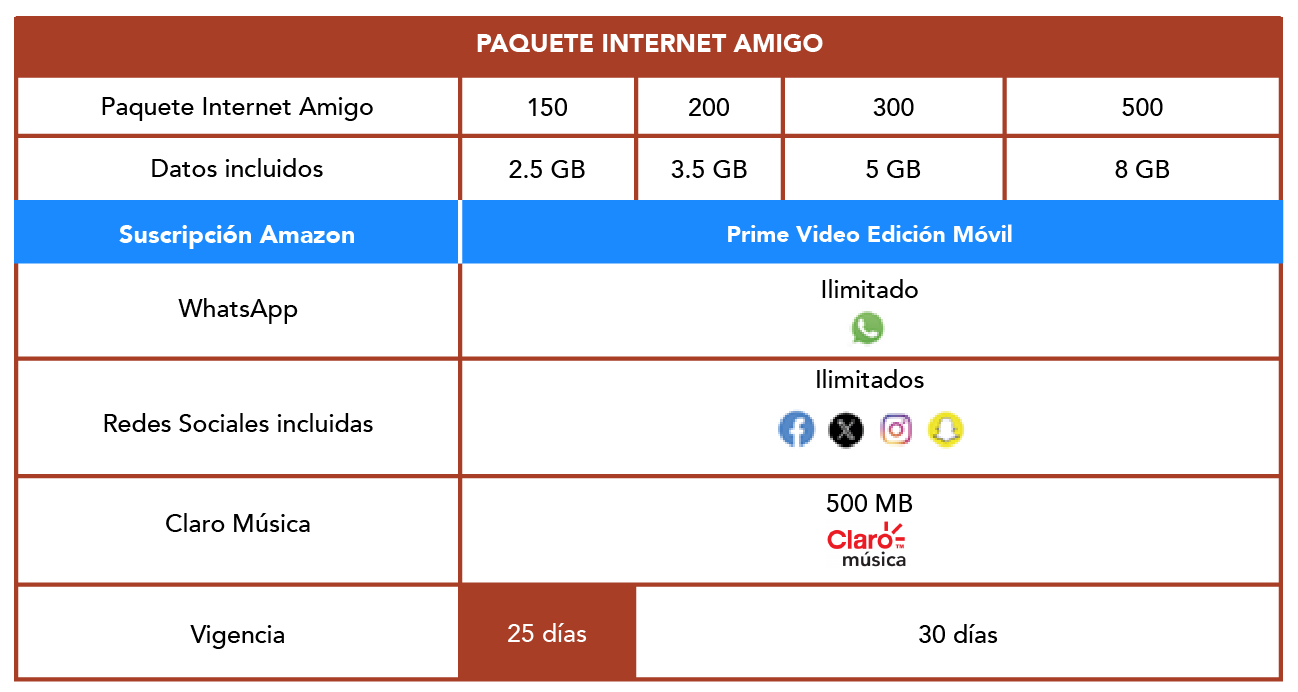 PAQUETE INTERNET AMIGO
Paquete Internet Amigo 150 200 300 500
Datos incluidos 2.5 GB 3.5 GB 5 GB 8 GB
Suscripción Amazon Prime Video Edición Móvil
WhatsApp
Ilimitado
Redes Sociales incluidas
Ilimitados
Claro Música
500 MB
Claro™
música
Vigencia 25 días 30 días